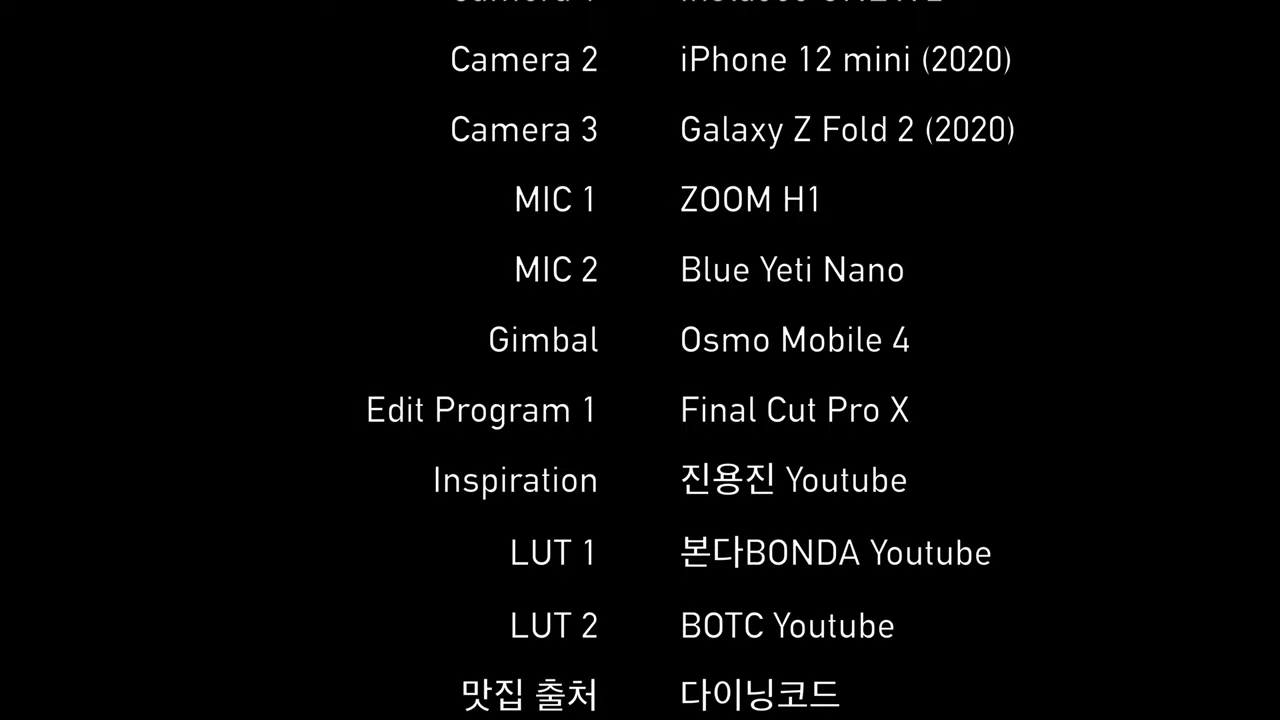 Camera 2 iPhone 12 mini (2020)
Camera 3 Galaxy Z Fold 2 (2020)
MIC 1 ZOOM H1
MIC 2 Blue Yeti Nano
Gimbal Osmo Mobile 4
Edit Program 1 Final Cut Pro X
Inspiration 진용진 Youtube
LUT 1 본다BONDA Youtube
LUT 2 BOTC Youtube
맛집 출처 다이닝코드